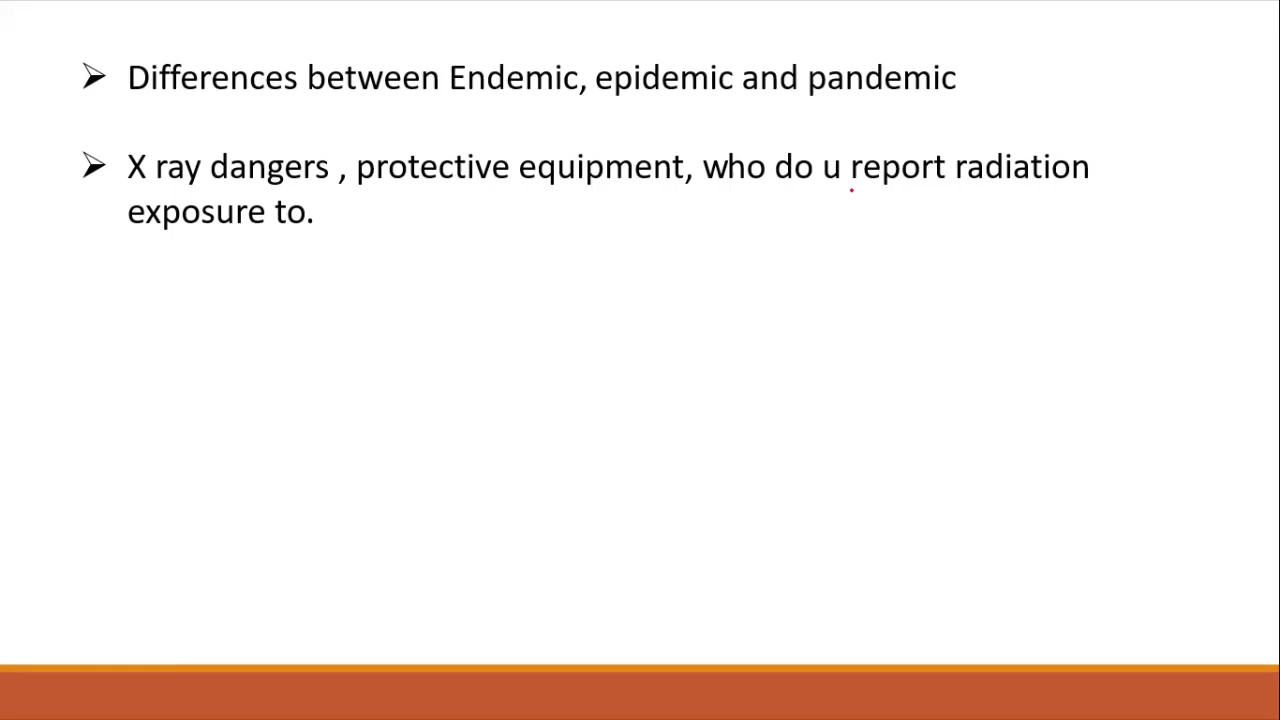 Differences between Endemic, epidemic and pandemic
X ray dangers , protective equipment, who do u report radiation
exposure to.